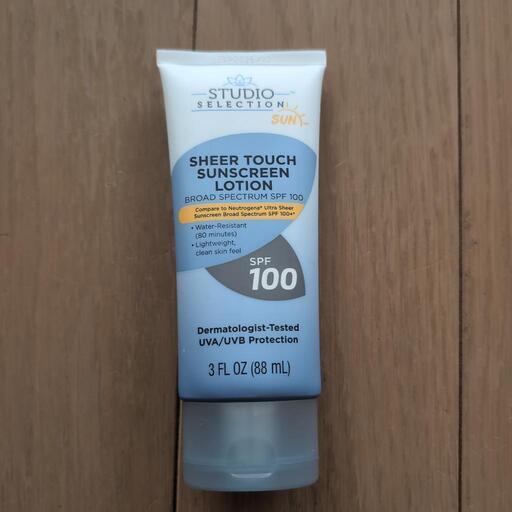 STUDIO
SELECTION
SUN
SHEER TOUCH
SUNSCREEN
LOTION
BROAD SPECTRUM SPF 100
Compare to Neutrogena® Ultra Sheer
Sunscreen Broad Spectrum SPF 100+*
• Water-Resistant
(80 minutes)
• Lightweight,
clean skin feel
SPF
100
Dermatologist-Tested
UVA/UVB Protection
3 FL OZ (88 mL)